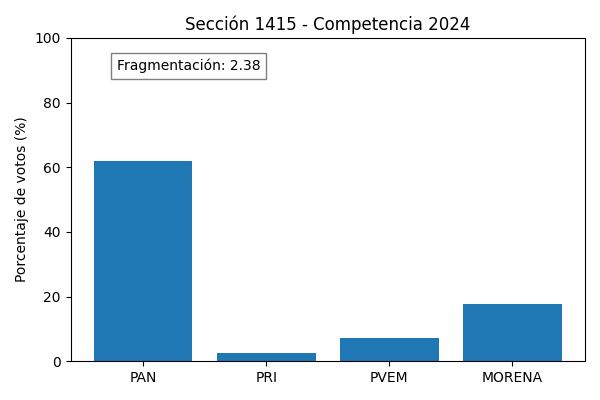 Sección 1415 - Competencia 2024
Fragmentación: 2.38
Porcentaje de votos (%)
100
80
60
40
20
0
PAN PRI PVEM MORENA